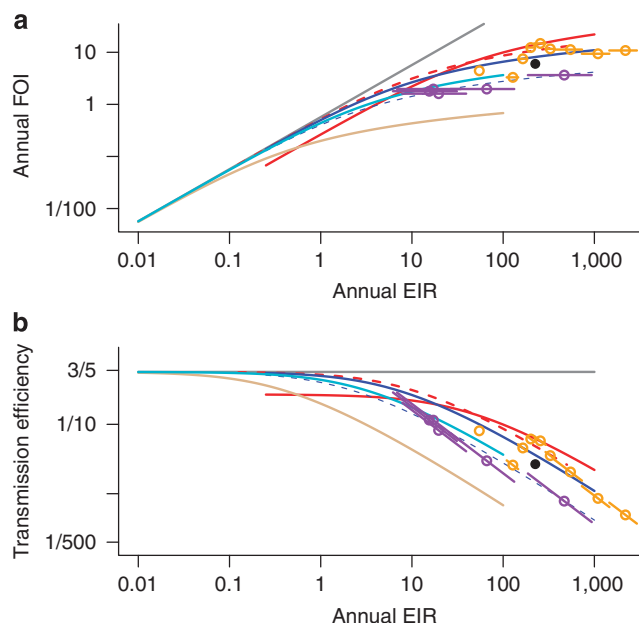 a
Annual FOI
10
1
1/100
0.01 0.1 1 10 100 1,000
Annual EIR
b
Transmission efficiency
3/5
1/10
1/500
0.01 0.1 1 10 100 1,000
Annual EIR